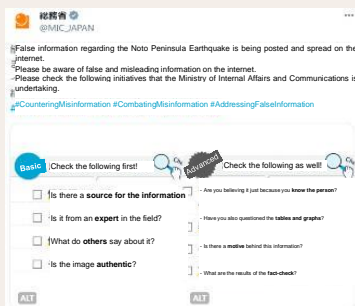 総務省
@MIC_JAPAN
False information regarding the Noto Peninsula Earthquake is being posted and spread on the
internet.
Please be aware of false and misleading information on the internet.
Please check the following initiatives that the Ministry of Internal Affairs and Communications is
undertaking.
#CounteringMisinformation #CombatingMisinformation #AddressingFalseInformation
Basic
Check the following first!
Is there a source for the information
Is it from an expert in the field?
What do others say about it?
Is the image authentic?
ALT
Advanced
Check the following as well!
- Are you believing it just because you know the person?
- Have you also questioned the tables and graphs?
- Is there a motive behind this information?
- What are the results of the fact-check?
ALT